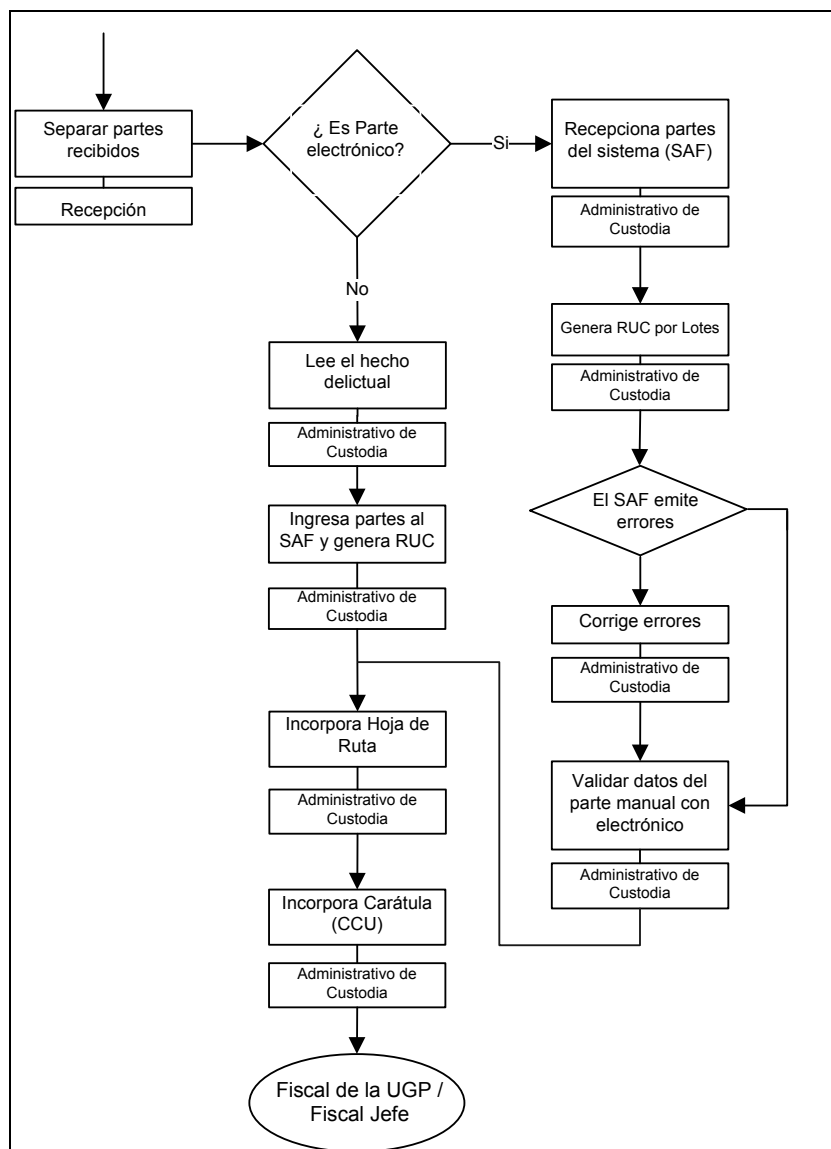 Separar partes
recibidos
Recepción
¿ Es Parte
electrónico?
Si
Recepciona partes
del sistema (SAF)
Administrativo de
Custodia
Genera RUC por Lotes
Administrativo de
Custodia
El SAF emite
errores
Corrige errores
Administrativo de
Custodia
Validar datos del
parte manual con
electrónico
Administrativo de
Custodia
No
Lee el hecho
delictual
Administrativo de
Custodia
Ingresa partes al
SAF y genera RUC
Administrativo de
Custodia
Incorpora Hoja de
Ruta
Administrativo de
Custodia
Incorpora Carátula
(CCU)
Administrativo de
Custodia
Fiscal de la UGP /
Fiscal Jefe